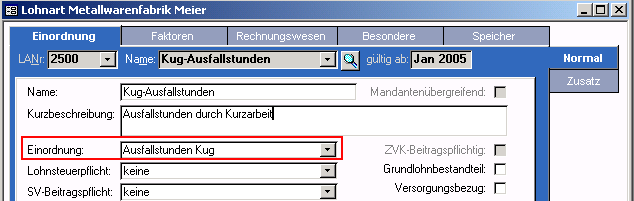 Lohnart Metallwarenfabrik Meier
Einordnung Faktoren Rechnungswesen Besondere Speicher
LANr: 2500 Name: Kug-Ausfallstunden gültig ab: Jan 2005 Normal
Zusatz
Name: Kug-Ausfallstunden Mandantenübergreifend:
Kurzbeschreibung: Ausfallstunden durch Kurzarbeit
Einordnung: Ausfallstunden Kug ZVK-Beitragspflichtig:
Lohnsteuerpflicht: keine Grundlohnbestandteil:
SV-Beitragspflicht: keine Versorgungsbezug: